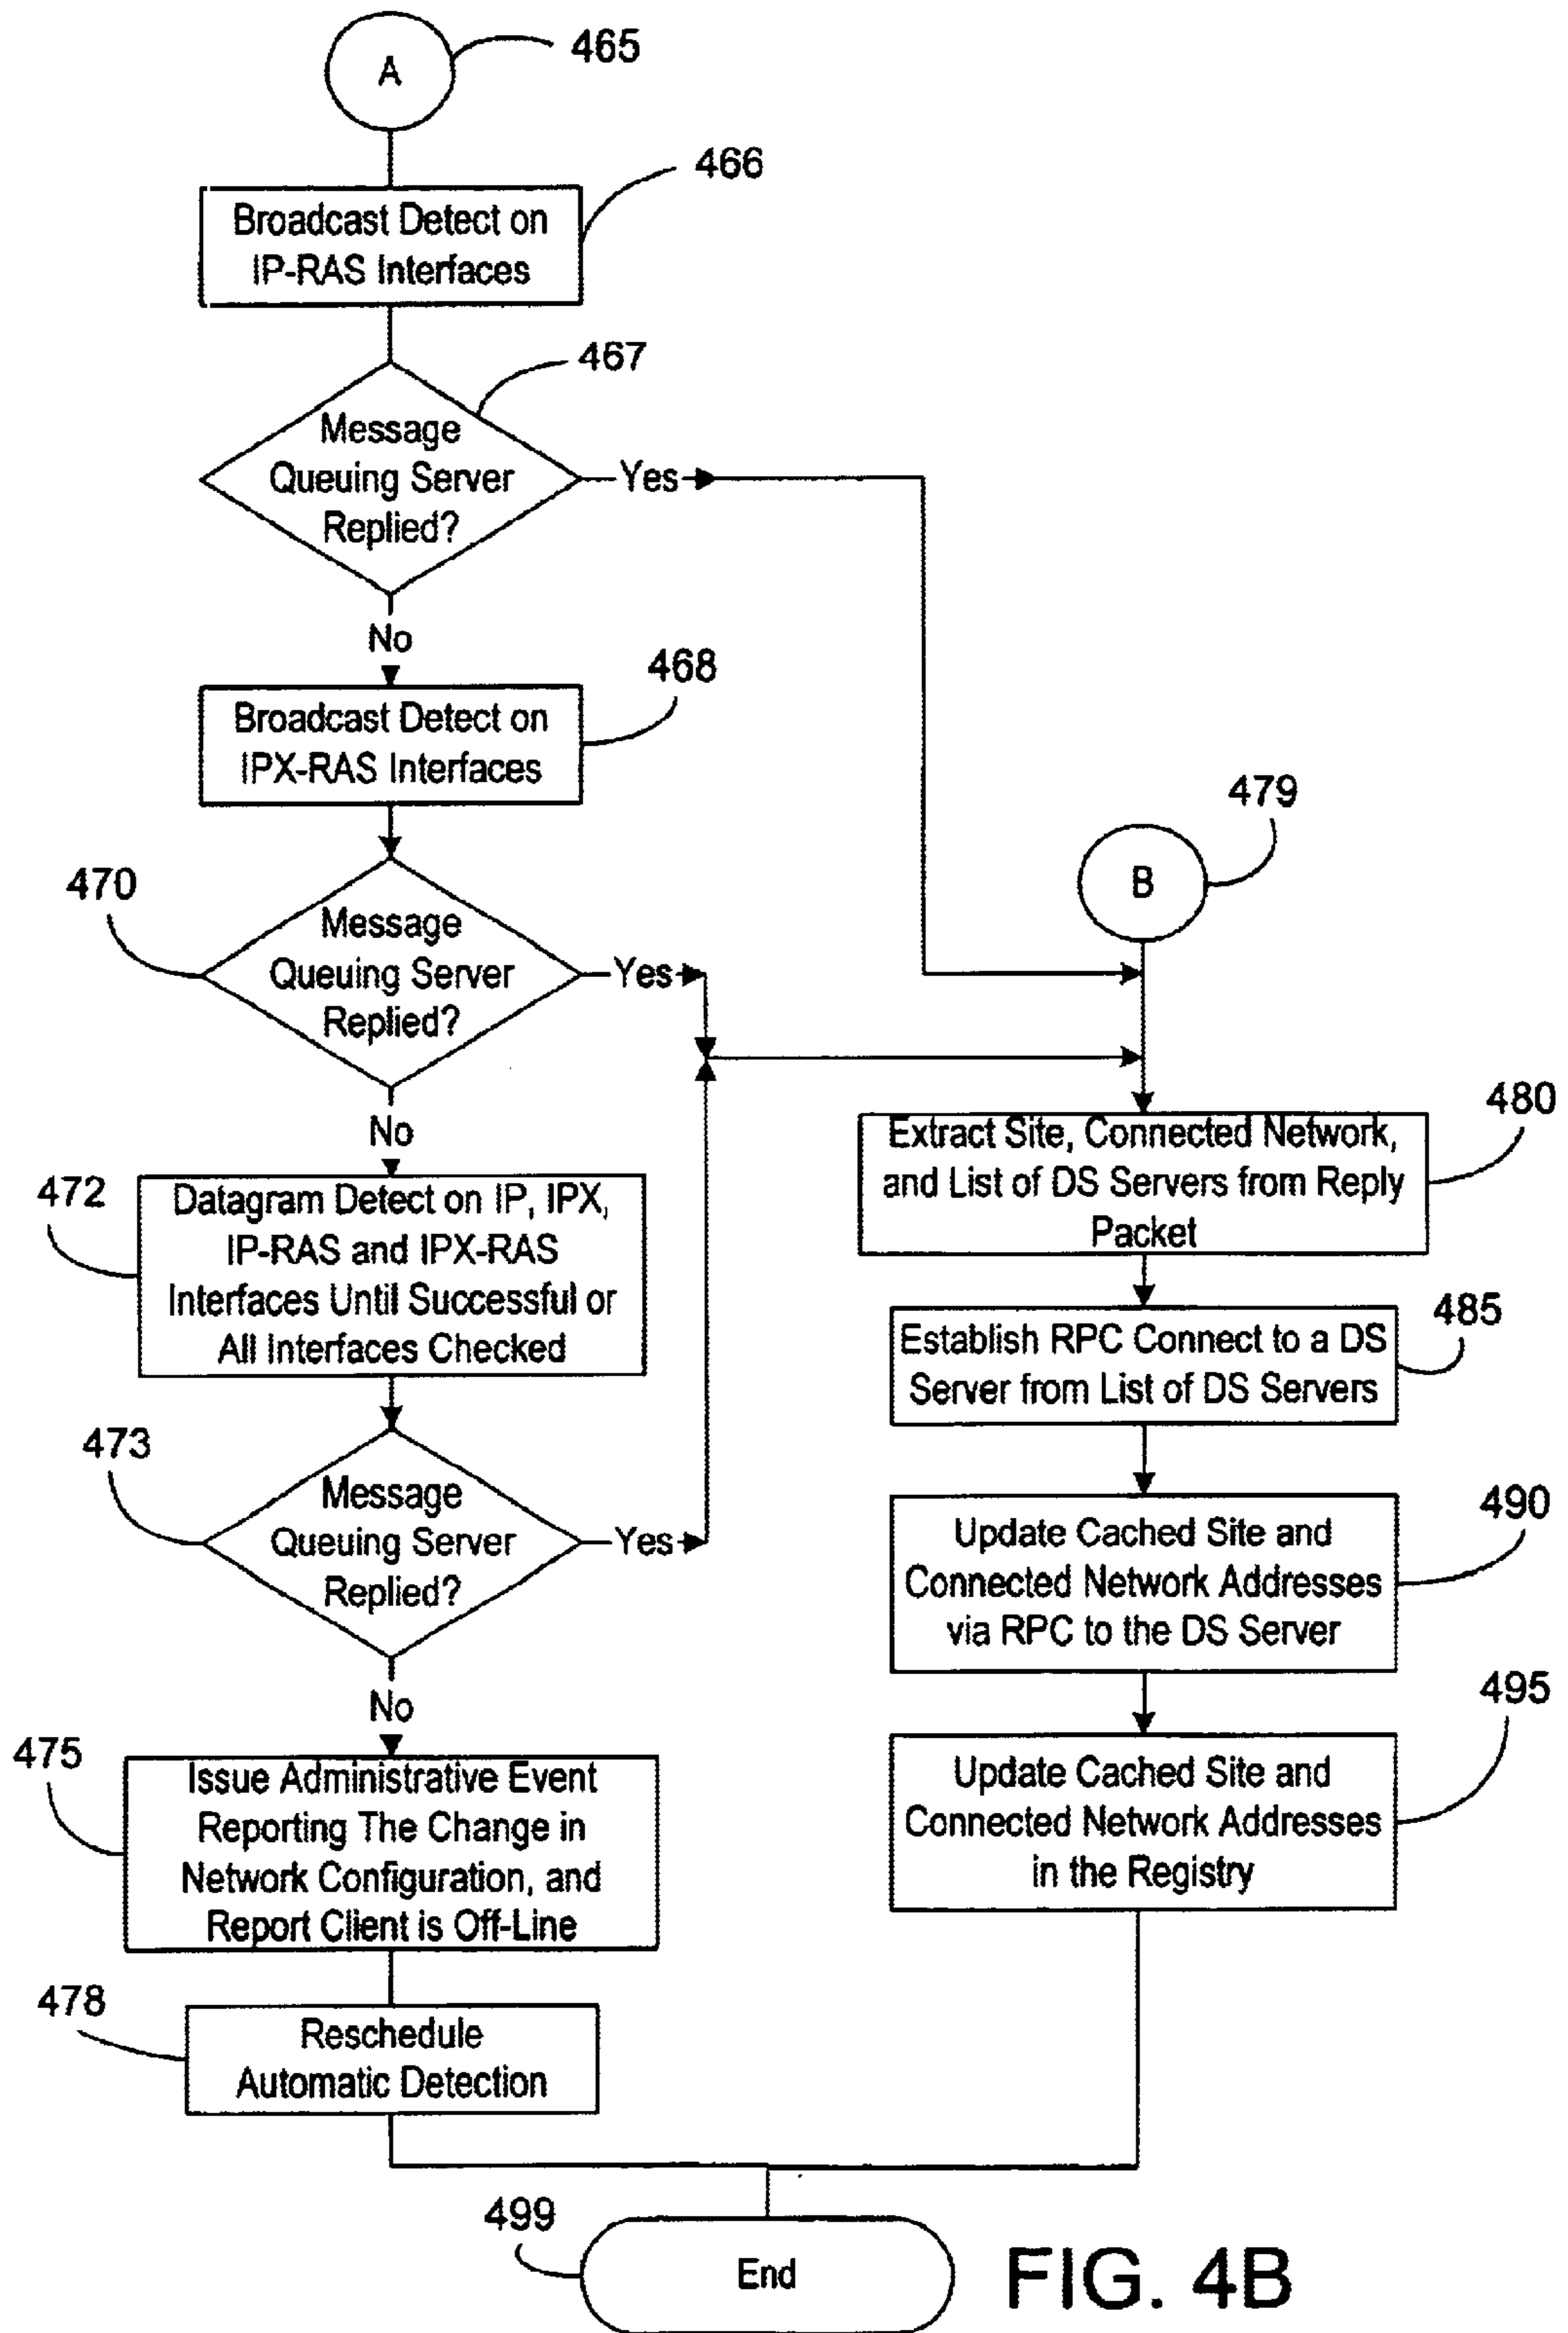 A
465
466
Broadcast Detect on
IP-RAS Interfaces
467
Message
Queuing Server
Replied?
Yes
No
468
Broadcast Detect on
IPX-RAS Interfaces
470
Message
Queuing Server
Replied?
Yes
No
472
Datagram Detect on IP, IPX,
IP-RAS and IPX-RAS
Interfaces Until Successful or
All Interfaces Checked
473
Message
Queuing Server
Replied?
Yes
No
475
Issue Administrative Event
Reporting The Change in
Network Configuration, and
Report Client is Off-Line
478
Reschedule
Automatic Detection
479
B
480
Extract Site, Connected Network,
and List of DS Servers from Reply
Packet
485
Establish RPC Connect to a DS
Server from List of DS Servers
490
Update Cached Site and
Connected Network Addresses
via RPC to the DS Server
495
Update Cached Site and
Connected Network Addresses
in the Registry
499
End
FIG. 4B